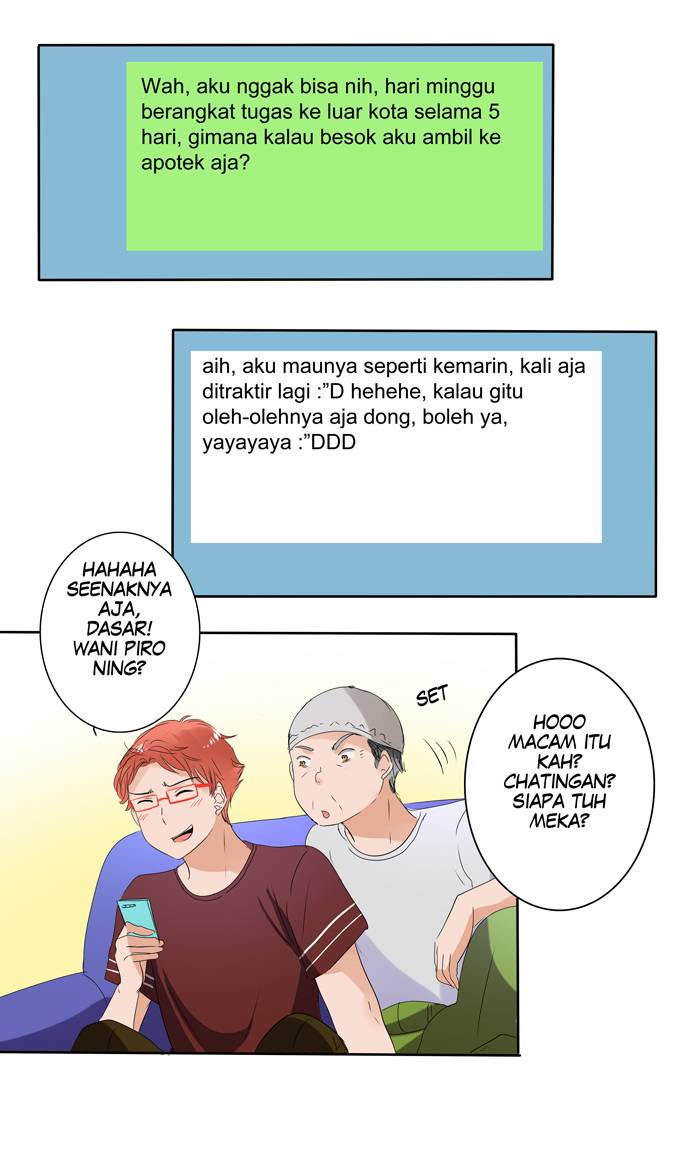 Wah, aku nggak bisa nih, hari minggu
berangkat tugas ke luar kota selama 5
hari, gimana kalau besok aku ambil ke
apotek aja?
aih, aku maunya seperti kemarin, kali aja
ditraktir lagi :”D hehehe, kalau gitu
oleh-olehnya aja dong, boleh ya,
yayayaya :”DDD
HAHAHA
SEENAKNYA
AJA,
DASAR!
WANI PIRO
NING?
SET
HOOO
MACAM ITU
KAH?
CHATINGAN?
SIAPA TUH
MEKA?